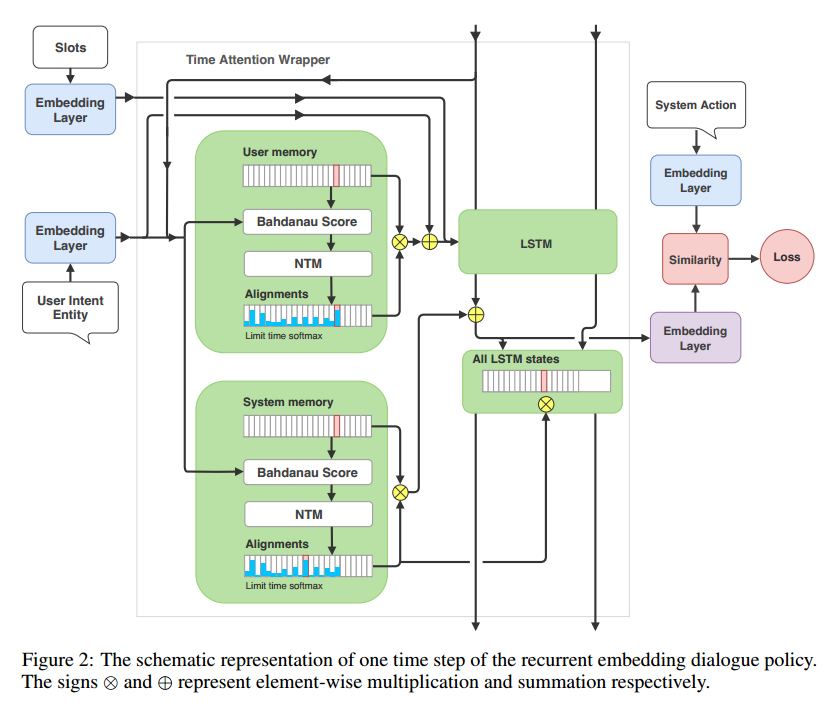 Slots
Time Attention Wrapper
Embedding
Layer
System Action
User memory
Embedding
Layer
Bahdanau Score
Embedding
Layer
LSTM
NTM
Similarity
Loss
User Intent
Entity
Alignments
Limit time softmax
Embedding
Layer
All LSTM states
System memory
Bahdanau Score
NTM
Alignments
Limit time softmax
Figure 2: The schematic representation of one time step of the recurrent embedding dialogue policy.
The signs ⊗ and ⊕ represent element-wise multiplication and summation respectively.